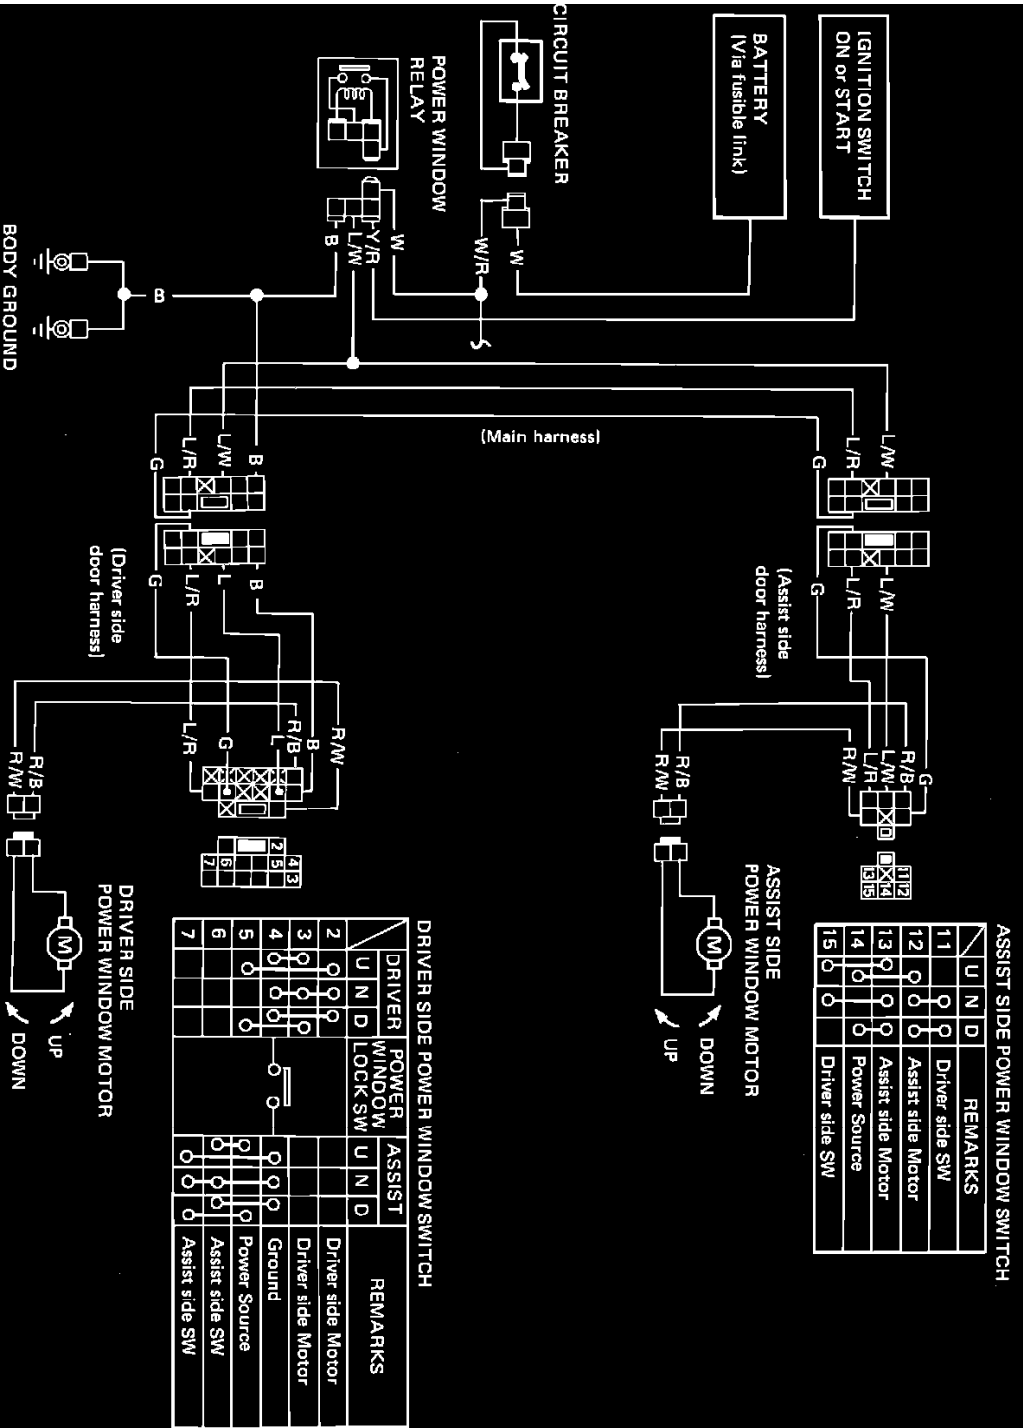 IGNITION SWITCH
ON or START
BATTERY
(Via fusible link)
CIRCUIT BREAKER
POWER WINDOW
RELAY
BODY GROUND
W
Y/R
L/W
B
W/R
W
B
(Main harness)
G
L/R
L/W
B
G
L/R
L/W
G
L/R
L
B
G
L/R
L/W
(Driver side
door harness)
(Assist side
door harness)
L/R
G
L
R/B
B
R/W
R/W
R/B
R/W
R/B
R/W
L/R
L/W
R/B
G
2
7
6
5
4
3
11
12
13
15
14
M
DRIVER SIDE
POWER WINDOW MOTOR
UP
DOWN
M
ASSIST SIDE
POWER WINDOW MOTOR
DOWN
UP
ASSIST SIDE POWER WINDOW SWITCH
U N D REMARKS
11 Driver side SW
12 Assist side Motor
13 Assist side Motor
14 Power Source
15 Driver side SW
DRIVER SIDE POWER WINDOW SWITCH
DRIVER
POWER
WINDOW
LOCK SW
ASSIST
REMARKS
U N D U N D
2 Driver side Motor
3 Driver side Motor
4 Ground
5 Power Source
6 Assist side SW
7 Assist side SW